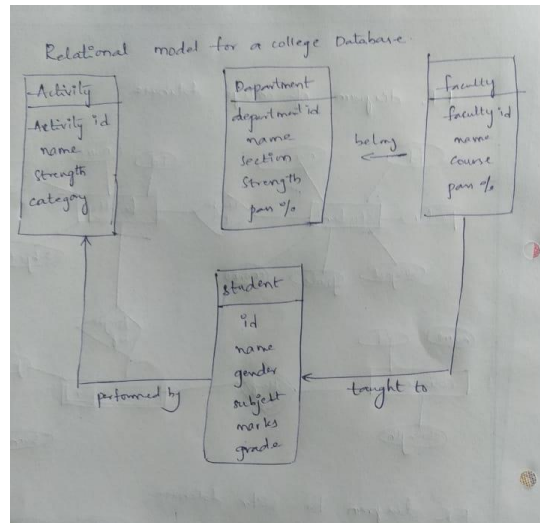 Relational model for a college Database.
Activity
Activity id
name
Strength
category
Department
department id
name
section
Strength
pass %
belongs
faculty
faculty id
name
course
pass %
student
id
name
gender
subject
marks
grade
performed by
taught to